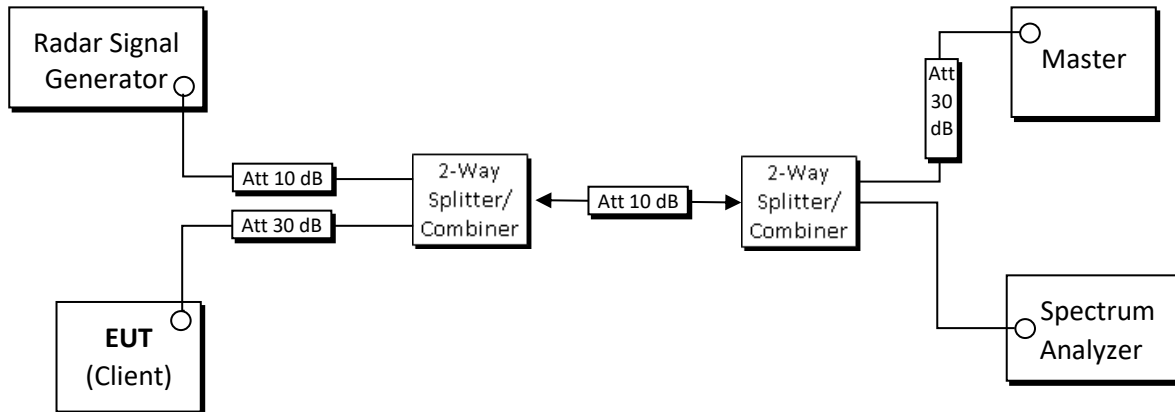 Radar Signal
Generator
Att 10 dB
Att 30 dB
EUT
(Client)
2-Way
Splitter/
Combiner
Att 10 dB
2-Way
Splitter/
Combiner
Att
30
dB
Master
Spectrum
Analyzer